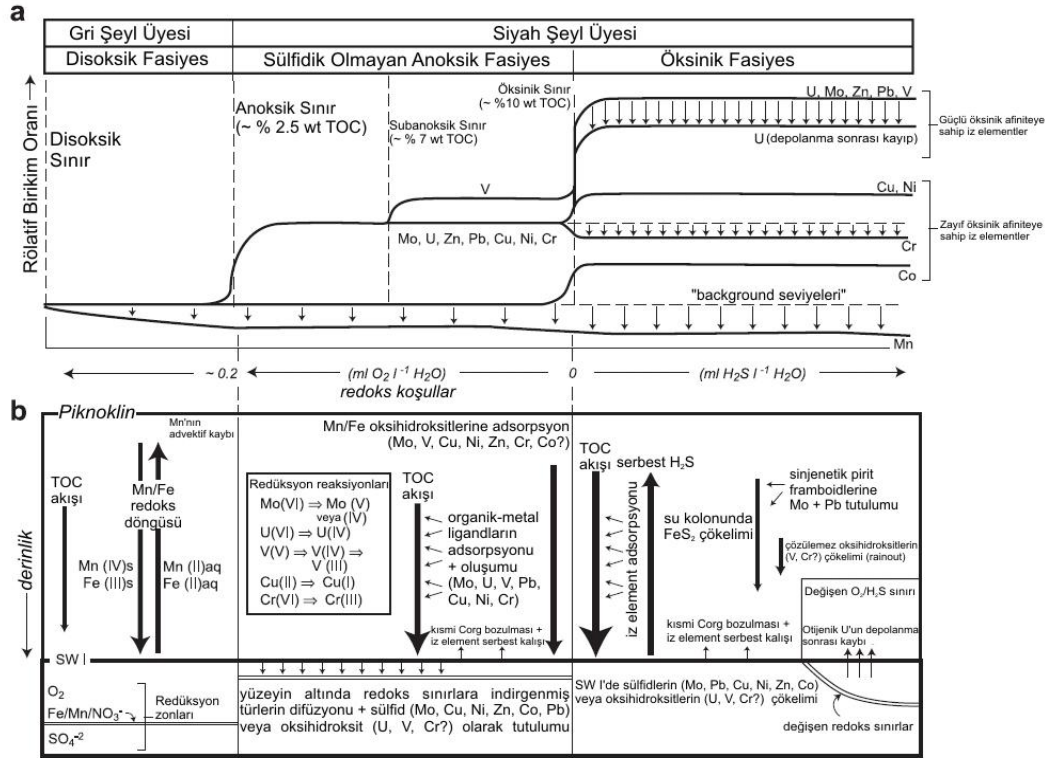 a
Gri Şeyl Üyesi
Siyah Şeyl Üyesi
Disoksik Fasiyes
Sülfidik Olmayan Anoksik Fasiyes
Öksinik Fasiyes
Rölatif Birikim Oranı
Disoksik
Sınır
Anoksik Sınır
(~ % 2.5 wt TOC)
Subanoksik Sınır
(~ % 7 wt TOC)
Öksinik Sınır
(~ %10 wt TOC)
V
Mo, U, Zn, Pb, Cu, Ni, Cr
U, Mo, Zn, Pb, V
U (depolanma sonrası kayıp)
Cu, Ni
Cr
Co
"background seviyeleri"
Mn
Güçlü öksinik afiniteye
sahip iz elementler
Zayıf öksinik afiniteye
sahip iz elementler
~ 0.2
(ml O₂ l⁻¹ H₂O)
0
(ml H₂S l⁻¹ H₂O)
redoks koşullar
b
Piknoklin
derinlik
TOC
akışı
Mn'nın
advektif kaybı
Mn/Fe
redoks
döngüsü
Mn (IV)s
Fe (III)s
Mn (II)aq
Fe (II)aq
SW I
O₂
Fe/Mn/NO₃⁻
SO₄⁻²
Redüksiyon
zonları
Mn/Fe oksihidroksitlerine adsorpsyon
(Mo, V, Cu, Ni, Zn, Cr, Co?)
Redüksiyon reaksiyonları
Mo(VI) ⇒ Mo (V)
veya (IV)
U(VI) ⇒ U(IV)
V(V) ⇒ V(IV) ⇒
V (III)
Cu(II) ⇒ Cu(I)
Cr(VI) ⇒ Cr(III)
TOC
akışı
organik-metal
ligandların
adsorpsyonu
+ oluşumu
(Mo, U, V, Pb,
Cu, Ni, Cr)
kısmi Corg bozulması +
iz element serbest kalışı
yüzeyin altında redoks sınırlara indirgenmiş
türlerin difüzyonu + sülfid (Mo, Cu, Ni, Zn, Co, Pb)
veya oksihidroksit (U, V, Cr?) olarak tutulumu
TOC
akışı
serbest H₂S
iz element adsorpsyonu
su kolonunda
FeS₂ çökelimi
sinjenetik pirit
framboidlerine
Mo + Pb tutulumu
çözülemez oksihidroksitlerin
(V, Cr?) çökelimi (rainout)
kısmi Corg bozulması +
iz element serbest kalışı
Değişen O₂/H₂S sınırı
Otijenik U'un depolanma
sonrası kaybı
SW I'de sülfidlerin (Mo, Pb, Cu, Ni, Zn, Co)
veya oksihidroksitlerin (U, V, Cr?) çökelimi
değişen redoks sınırlar